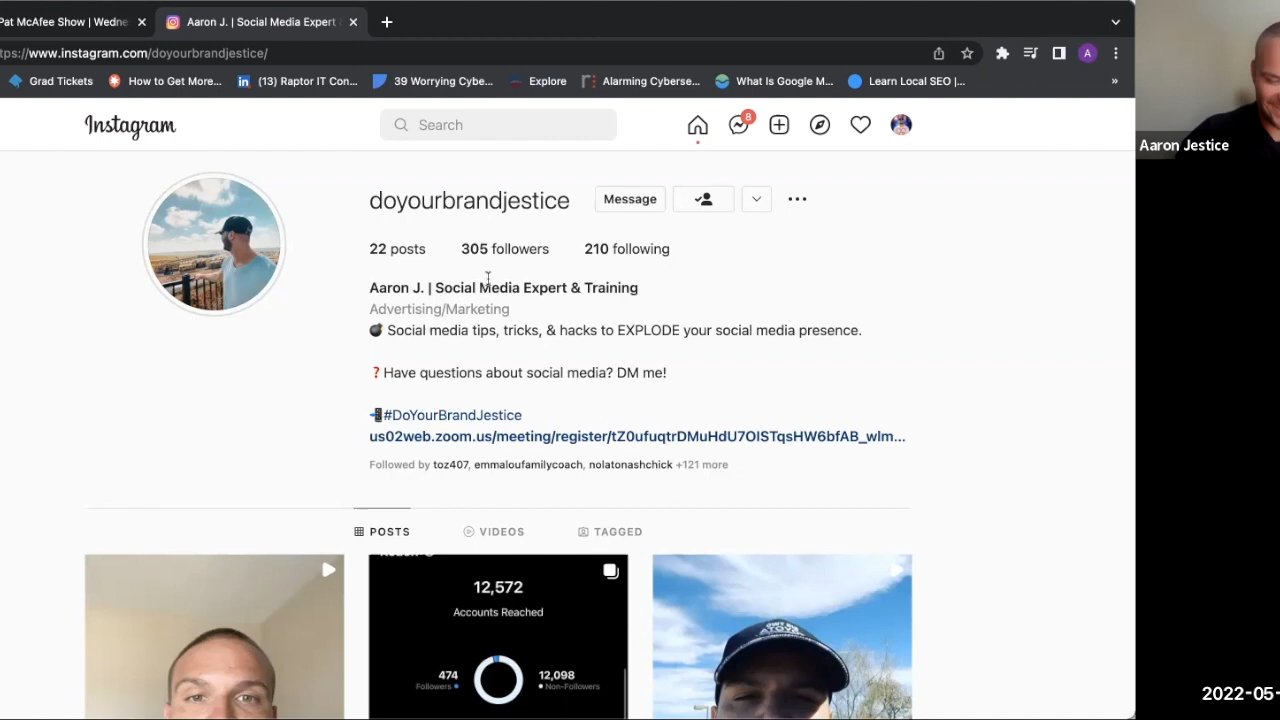 Pat McAfee Show | Wedne
Aaron J. | Social Media Expert
tps://www.instagram.com/doyourbrandjestice/
Grad Tickets
How to Get More...
(13) Raptor IT Con...
39 Worrying Cybe...
Explore
Alarming Cyberse...
What Is Google M...
Learn Local SEO |...
»
A
Aaron Jestice
Instagram
Search
8
doyourbrandjestice
Message
22 posts 305 followers 210 following
Aaron J. | Social Media Expert & Training
Advertising/Marketing
💣 Social media tips, tricks, & hacks to EXPLODE your social media presence.
❓Have questions about social media? DM me!
📲#DoYourBrandJestice
us02web.zoom.us/meeting/register/tZ0ufuqtrDMuHdU7OlSTqsHW6bfAB_wlm...
Followed by toz407, emmaloufamilycoach, nolatonashchick +121 more
POSTS VIDEOS TAGGED
12,572
Accounts Reached
474
Followers
12,098
Non-Followers
2022-05-